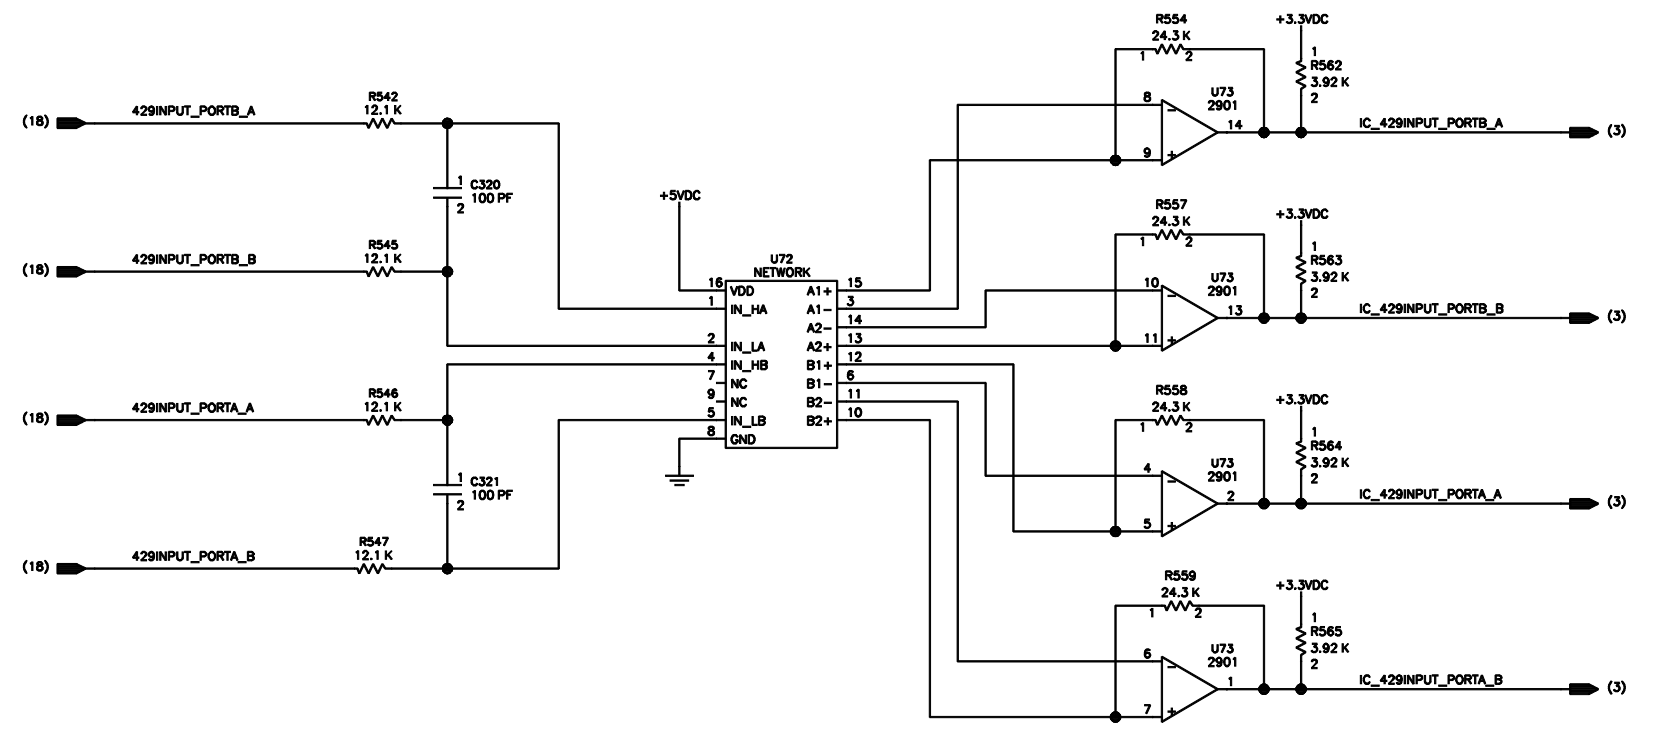 R554
24.3 K
1 2
+3.3VDC
1
R562
3.92 K
2
(18) 429INPUT_PORTB_A
R542
12.1 K
8
U73
2901
14
9
IC_429INPUT_PORTB_A (3)
1
C320
100 PF
2
+5VDC
R557
24.3 K
1 2
+3.3VDC
1
R563
3.92 K
2
(18) 429INPUT_PORTB_B
R545
12.1 K
U72
NETWORK
16 VDD A1+ 15
1 IN_HA A1- 3
A2- 14
2 IN_LA A2+ 13
4 IN_HB B1+ 12
7 NC B1- 6
9 NC B2- 11
5 IN_LB B2+ 10
8 GND
10
U73
2901
13
11
IC_429INPUT_PORTB_B (3)
(18) 429INPUT_PORTA_A
R546
12.1 K
R558
24.3 K
1 2
+3.3VDC
1
R564
3.92 K
2
1
C321
100 PF
2
4
U73
2901
2
5
IC_429INPUT_PORTA_A (3)
(18) 429INPUT_PORTA_B
R547
12.1 K
R559
24.3 K
1 2
+3.3VDC
1
R565
3.92 K
2
6
U73
2901
1
7
IC_429INPUT_PORTA_B (3)